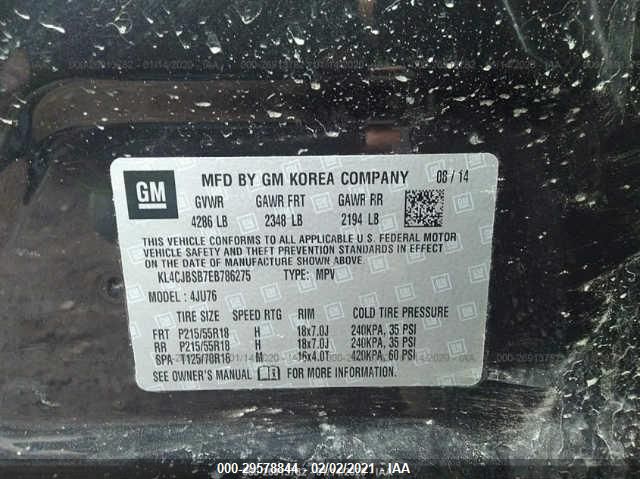 GM
MFD BY GM KOREA COMPANY 08/14
GVWR GAWR FRT GAWR RR
4286 LB 2348 LB 2194 LB
THIS VEHICLE CONFORMS TO ALL APPLICABLE U.S. FEDERAL MOTOR
VEHICLE SAFETY AND THEFT PREVENTION STANDARDS IN EFFECT ON
THE DATE OF MANUFACTURE SHOWN ABOVE.
KL4CJBSB7EB786275 TYPE: MPV
MODEL: 4JU76
TIRE SIZE SPEED RTG RIM COLD TIRE PRESSURE
FRT P215/55R18 H 18x7.0J 240KPA, 35 PSI
RR P215/55R18 H 18x7.0J 240KPA, 35 PSI
SPA T125/70R16 M 16x4.0T 420KPA, 60 PSI
SEE OWNER'S MANUAL FOR MORE INFORMATION.
000-29578844 02/02/2021 IAA